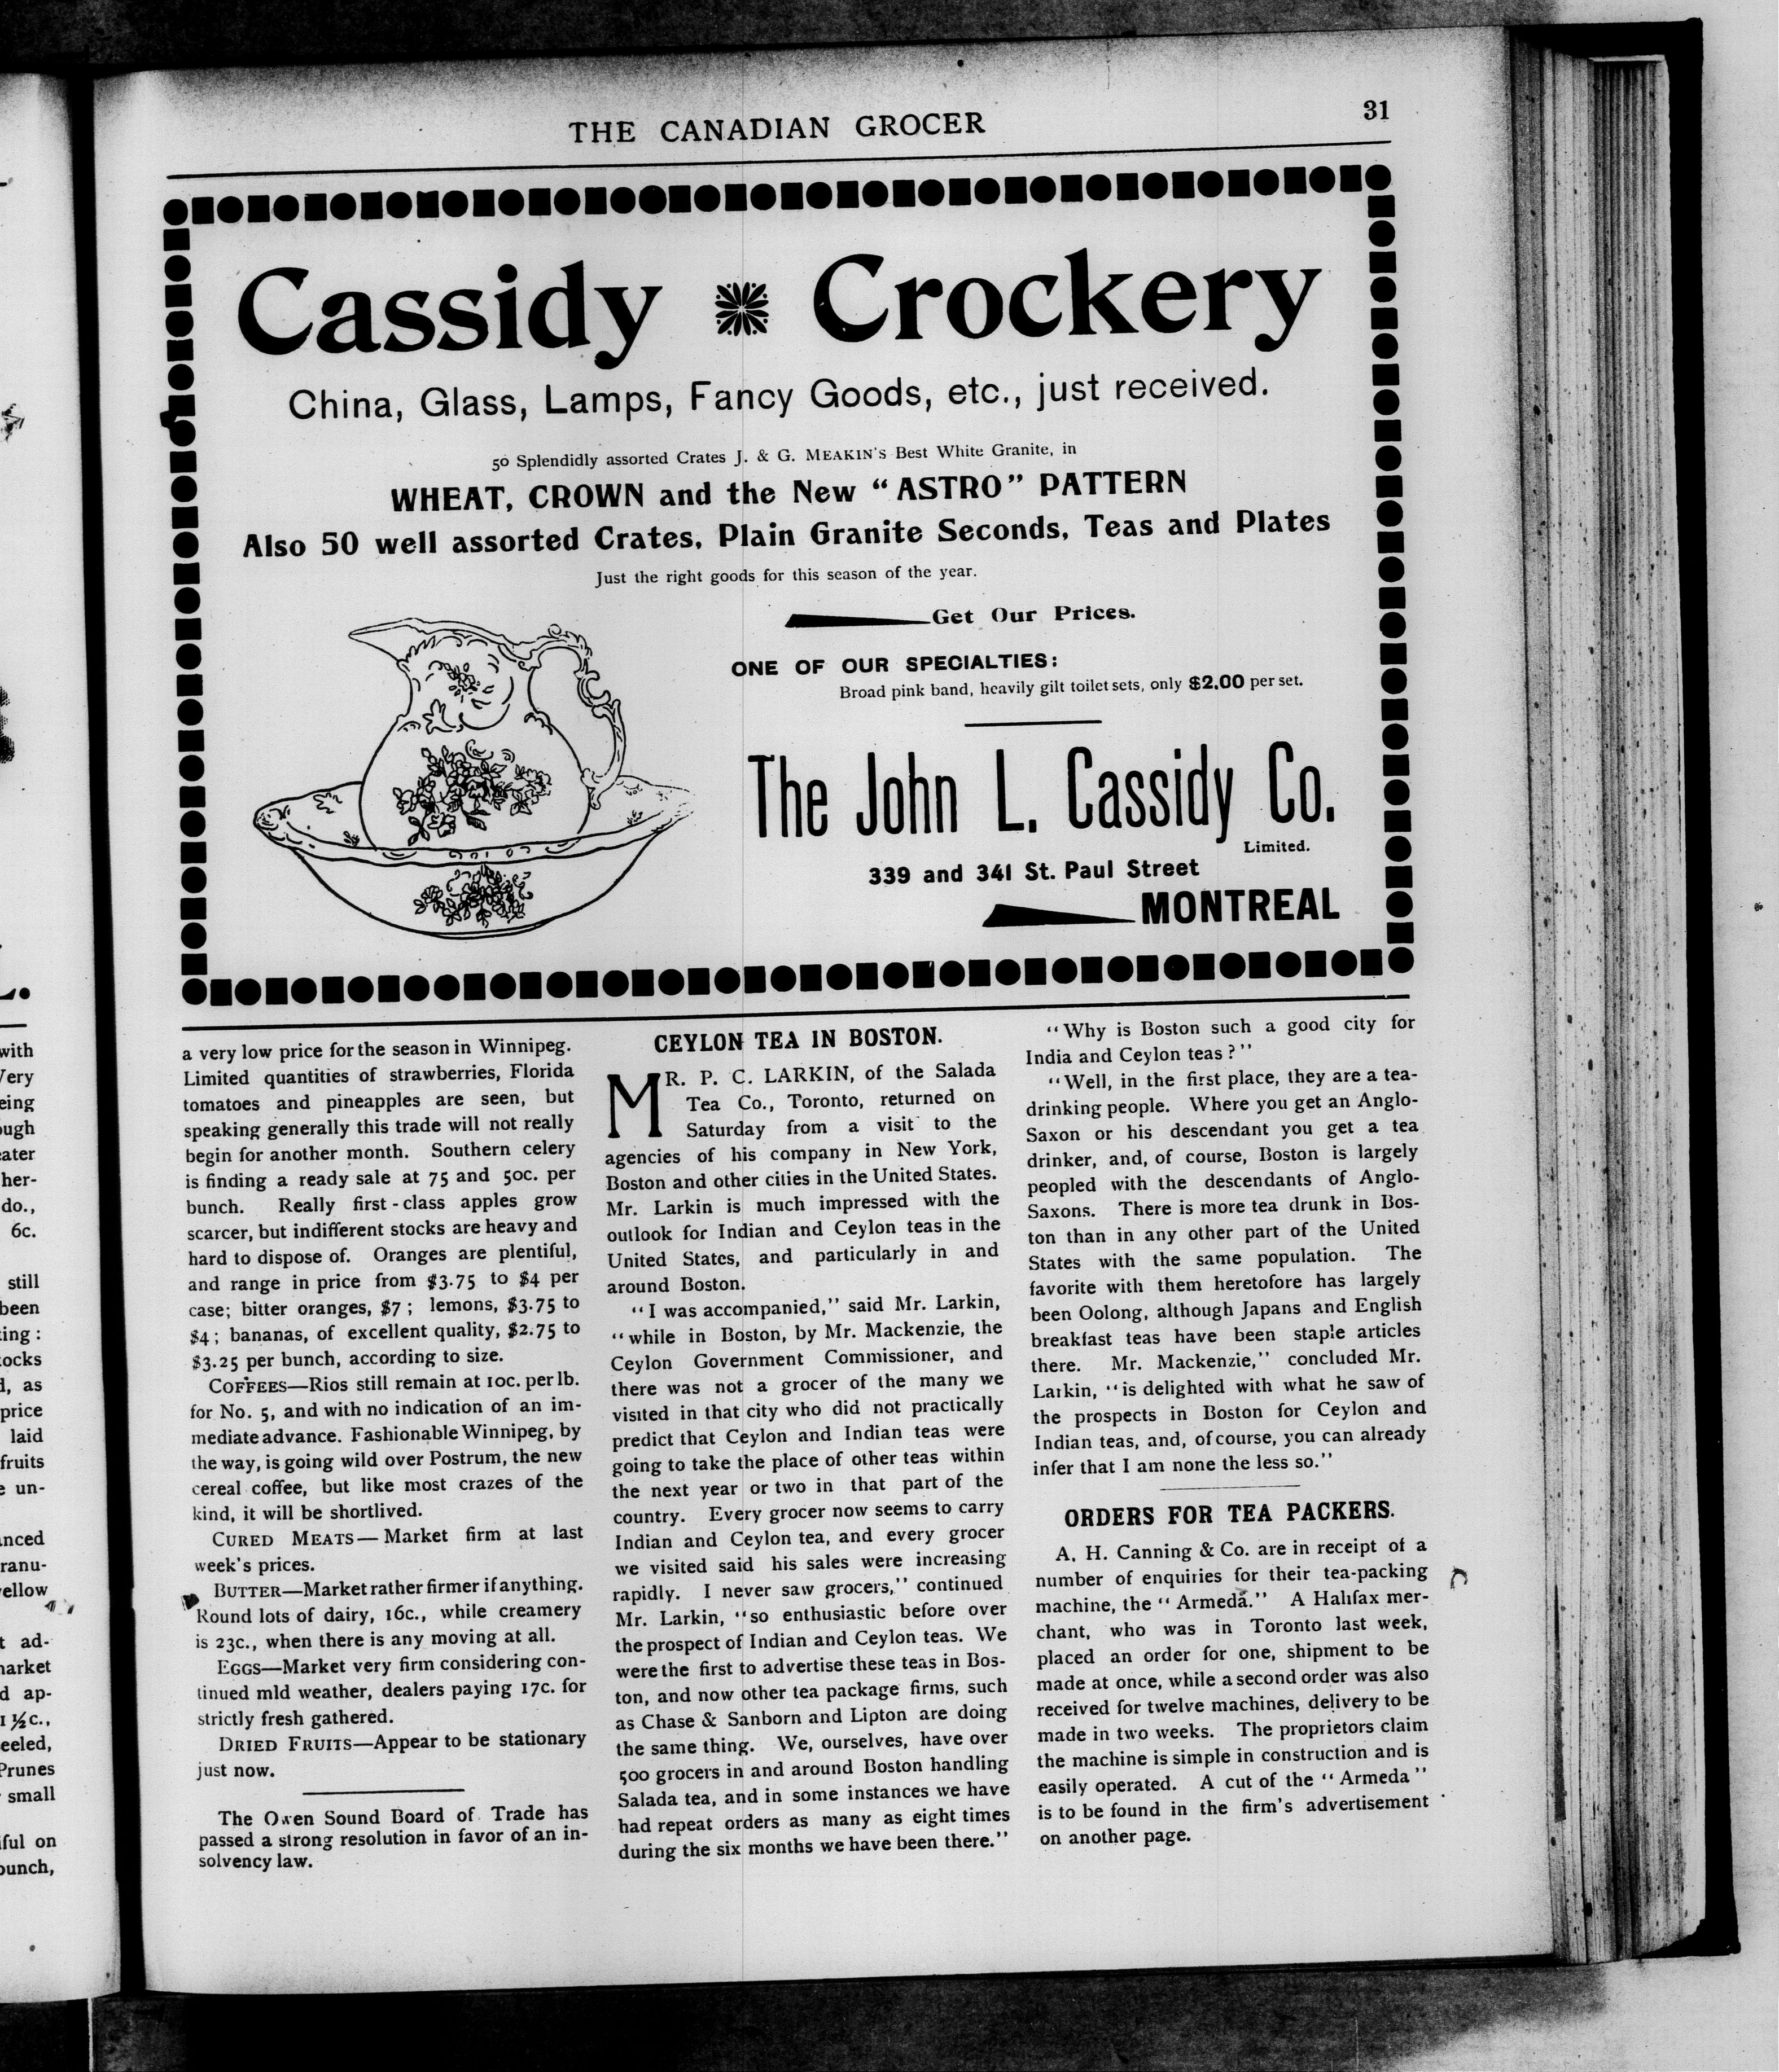 THE CANADIAN GROCER
31
Cassidy Crockery
China, Glass, Lamps, Fancy Goods, etc., just received.
50 Splendidly assorted Crates J. & G. MEAKIN'S Best White Granite, in
WHEAT, CROWN and the New "ASTRO" PATTERN
Also 50 well assorted Crates, Plain Granite Seconds, Teas and Plates
Just the right goods for this season of the year.
Get Our Prices.
ONE OF OUR SPECIALTIES:
Broad pink band, heavily gilt toilet sets, only $2.00 per set.
The John L. Cassidy Co.
Limited.
339 and 341 St. Paul Street
MONTREAL
a very low price for the season in Winnipeg.
Limited quantities of strawberries, Florida
tomatoes and pineapples are seen, but
speaking generally this trade will not really
begin for another month. Southern celery
is finding a ready sale at 75 and 50c. per
bunch. Really first-class apples grow
scarcer, but indifferent stocks are heavy and
hard to dispose of. Oranges are plentiful,
and range in price from $3.75 to $4 per
case; bitter oranges, $7; lemons, $3.75 to
$4; bananas, of excellent quality, $2.75 to
$3.25 per bunch, according to size.
COFFEES—Rios still remain at 10c. per lb.
for No. 5, and with no indication of an im-
mediate advance. Fashionable Winnipeg, by
the way, is going wild over Postrum, the new
cereal coffee, but like most crazes of the
kind, it will be shortlived.
CURED MEATS—Market firm at last
week's prices.
BUTTER—Market rather firmer if anything.
Round lots of dairy, 16c., while creamery
is 23c., when there is any moving at all.
EGGS—Market very firm considering con-
tinued mld weather, dealers paying 17c. for
strictly fresh gathered.
DRIED FRUITS—Appear to be stationary
just now.
The Owen Sound Board of Trade has
passed a strong resolution in favor of an in-
solvency law.
CEYLON TEA IN BOSTON.
MR. P. C. LARKIN, of the Salada
Tea Co., Toronto, returned on
Saturday from a visit to the
agencies of his company in New York,
Boston and other cities in the United States.
Mr. Larkin is much impressed with the
outlook for Indian and Ceylon teas in the
United States, and particularly in and
around Boston.
"I was accompanied," said Mr. Larkin,
"while in Boston, by Mr. Mackenzie, the
Ceylon Government Commissioner, and
there was not a grocer of the many we
visited in that city who did not practically
predict that Ceylon and Indian teas were
going to take the place of other teas within
the next year or two in that part of the
country. Every grocer now seems to carry
Indian and Ceylon tea, and every grocer
we visited said his sales were increasing
rapidly. I never saw grocers," continued
Mr. Larkin, "so enthusiastic before over
the prospect of Indian and Ceylon teas. We
were the first to advertise these teas in Bos-
ton, and now other tea package firms, such
as Chase & Sanborn and Lipton are doing
the same thing. We, ourselves, have over
500 grocers in and around Boston handling
Salada tea, and in some instances we have
had repeat orders as many as eight times
during the six months we have been there."
"Why is Boston such a good city for
India and Ceylon teas?"
"Well, in the first place, they are a tea-
drinking people. Where you get an Anglo-
Saxon or his descendant you get a tea
drinker, and, of course, Boston is largely
peopled with the descendants of Anglo-
Saxons. There is more tea drunk in Bos-
ton than in any other part of the United
States with the same population. The
favorite with them heretofore has largely
been Oolong, although Japans and English
breakfast teas have been staple articles
there. Mr. Mackenzie," concluded Mr.
Larkin, "is delighted with what he saw of
the prospects in Boston for Ceylon and
Indian teas, and, of course, you can already
infer that I am none the less so."
ORDERS FOR TEA PACKERS.
A. H. Canning & Co. are in receipt of a
number of enquiries for their tea-packing
machine, the "Armeda." A Halifax mer-
chant, who was in Toronto last week,
placed an order for one, shipment to be
made at once, while a second order was also
received for twelve machines, delivery to be
made in two weeks. The proprietors claim
the machine is simple in construction and is
easily operated. A cut of the "Armeda"
is to be found in the firm's advertisement
on another page.